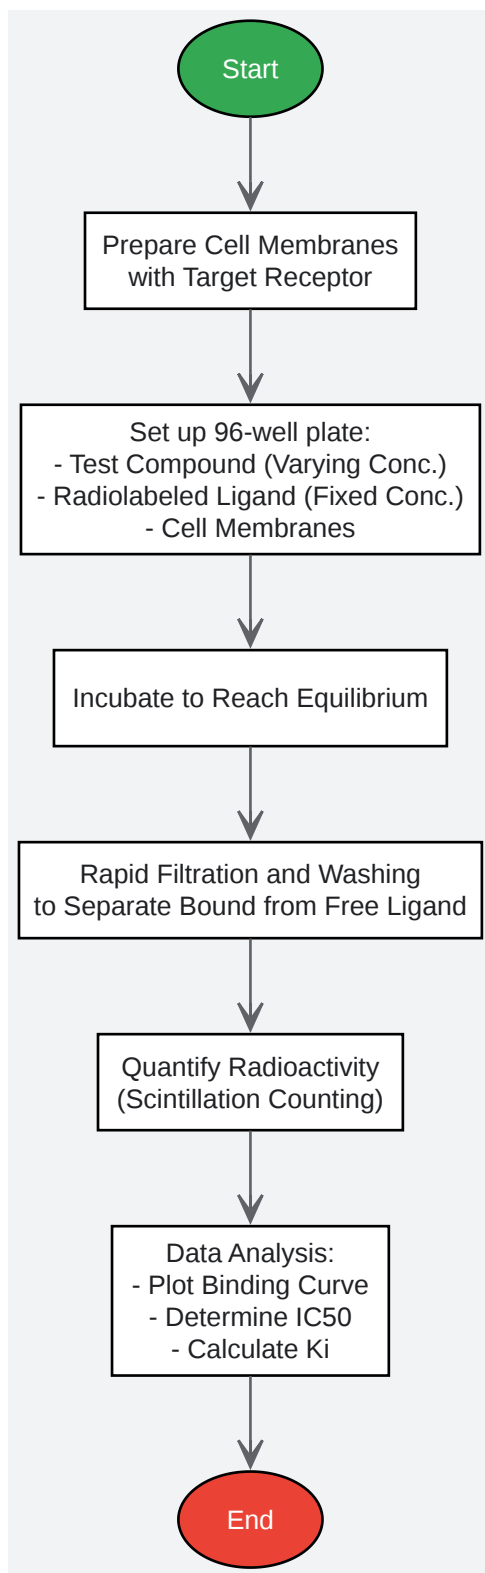 Start
Prepare Cell Membranes
with Target Receptor
Set up 96-well plate:
- Test Compound (Varying Conc.)
- Radiolabeled Ligand (Fixed Conc.)
- Cell Membranes
Incubate to Reach Equilibrium
Rapid Filtration and Washing
to Separate Bound from Free Ligand
Quantify Radioactivity
(Scintillation Counting)
Data Analysis:
- Plot Binding Curve
- Determine IC50
- Calculate Ki
End